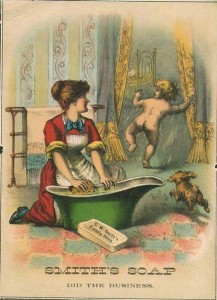 SMITH'S SOAP
DID THE BUSINESS.